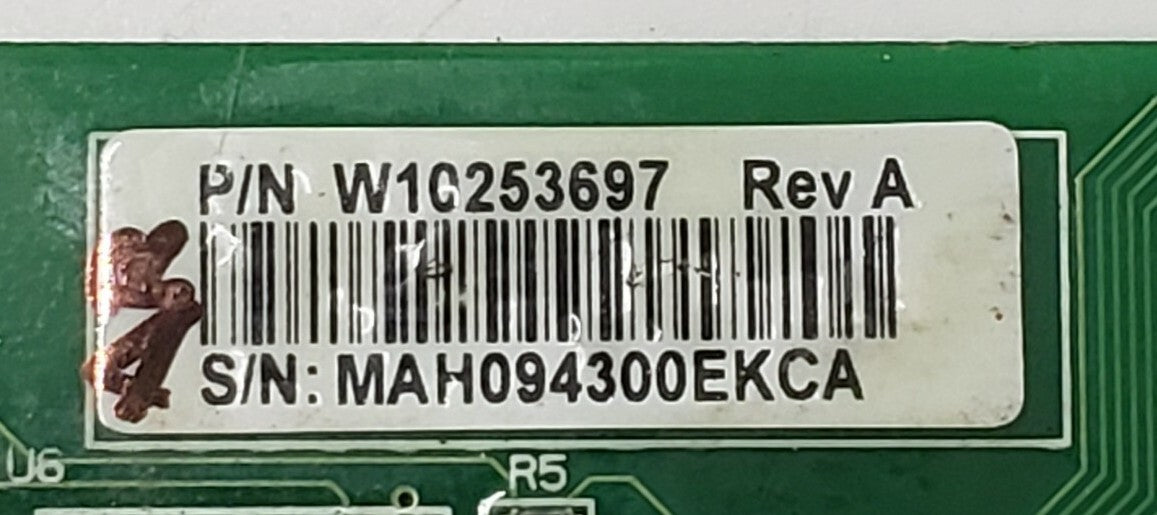 P/N W10253697 Rev A
S/N: MAH094300EKCA
U6
R5